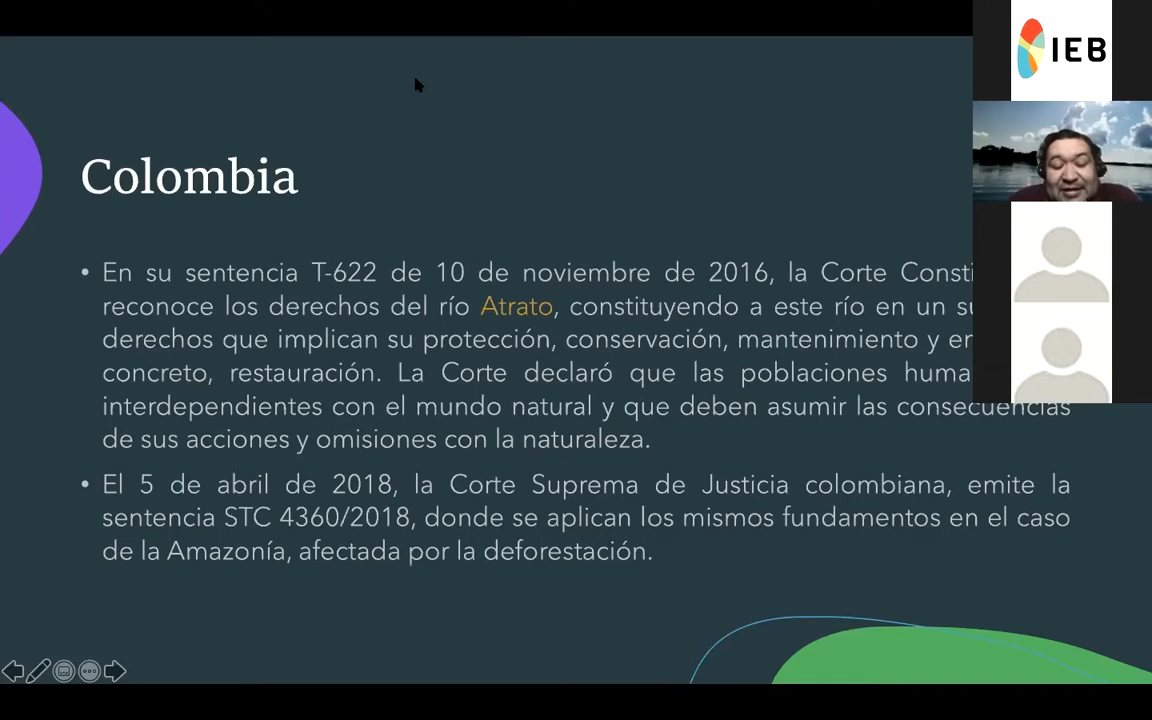 IEB
Colombia
• En su sentencia T-622 de 10 de noviembre de 2016, la Corte
reconoce los derechos del río Atrato, constituyendo a este río en un
derechos que implican su protección, conservación, mantenimiento y
concreto, restauración. La Corte declaró que las poblaciones
interdependientes con el mundo natural y que deben asumir las consecuencias
de sus acciones y omisiones con la naturaleza.
• El 5 de abril de 2018, la Corte Suprema de Justicia colombiana, emite la
sentencia STC 4360/2018, donde se aplican los mismos fundamentos en el caso
de la Amazonía, afectada por la deforestación.